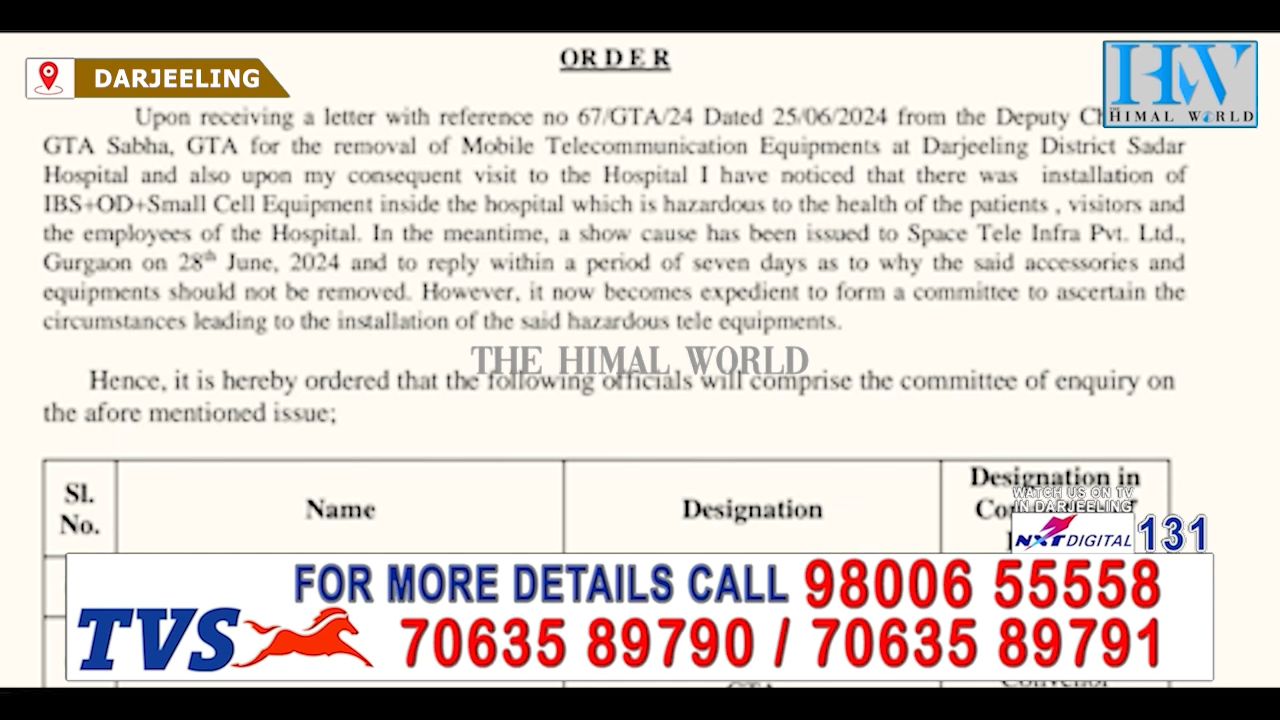 ORDER
DARJEELING
HW
THE HIMAL WORLD
Upon receiving a letter with reference no 67/GTA/24 Dated 25/06/2024 from the Deputy
GTA Sabha, GTA for the removal of Mobile Telecommunication Equipments at Darjeeling District Sadar
Hospital and also upon my consequent visit to the Hospital I have noticed that there was installation of
IBS+OD+Small Cell Equipment inside the hospital which is hazardous to the health of the patients , visitors and
the employees of the Hospital. In the meantime, a show cause has been issued to Space Tele Infra Pvt. Ltd.,
Gurgaon on 28th June, 2024 and to reply within a period of seven days as to why the said accessories and
equipments should not be removed. However, it now becomes expedient to form a committee to ascertain the
circumstances leading to the installation of the said hazardous tele equipments.
THE HIMAL WORLD
Hence, it is hereby ordered that the following officials will comprise the committee of enquiry on
the afore mentioned issue;
Sl.
No.
Name
Designation
Designation in
WATCH US ON TV
IN DARJEELING
NXTDIGITAL 131
FOR MORE DETAILS CALL 98006 55558
TVS
70635 89790 / 70635 89791